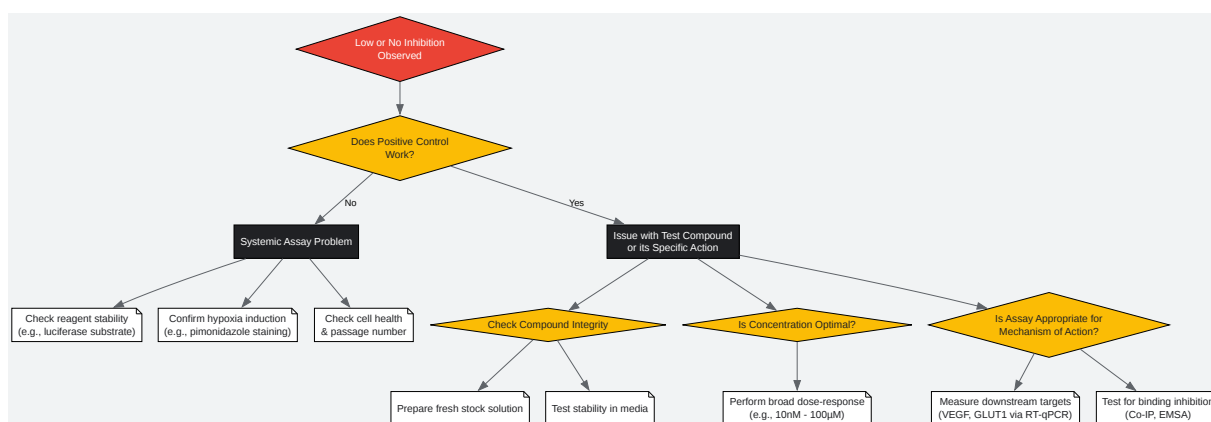 Low or No Inhibition
Observed
Does Positive Control
Work?
No
Yes
Systemic Assay Problem
Issue with Test Compound
or its Specific Action
Check reagent stability
(e.g., luciferase substrate)
Confirm hypoxia induction
(e.g., pimonidazole staining)
Check cell health
& passage number
Check Compound Integrity
Is Concentration Optimal?
Is Assay Appropriate for
Mechanism of Action?
Prepare fresh stock solution
Test stability in media
Perform broad dose-response
(e.g., 10nM - 100μM)
Measure downstream targets
(VEGF, GLUT1 via RT-qPCR)
Test for binding inhibition
(Co-IP, EMSA)